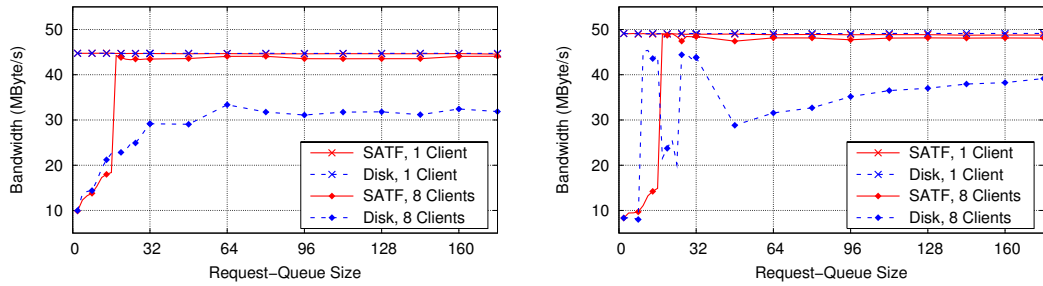 50
40
30
20
10
Bandwidth (MByte/s)
SATF, 1 Client
Disk, 1 Client
SATF, 8 Clients
Disk, 8 Clients
0 32 64 96 128 160
Request−Queue Size
50
40
30
20
10
Bandwidth (MByte/s)
SATF, 1 Client
Disk, 1 Client
SATF, 8 Clients
Disk, 8 Clients
0 32 64 96 128 160
Request−Queue Size